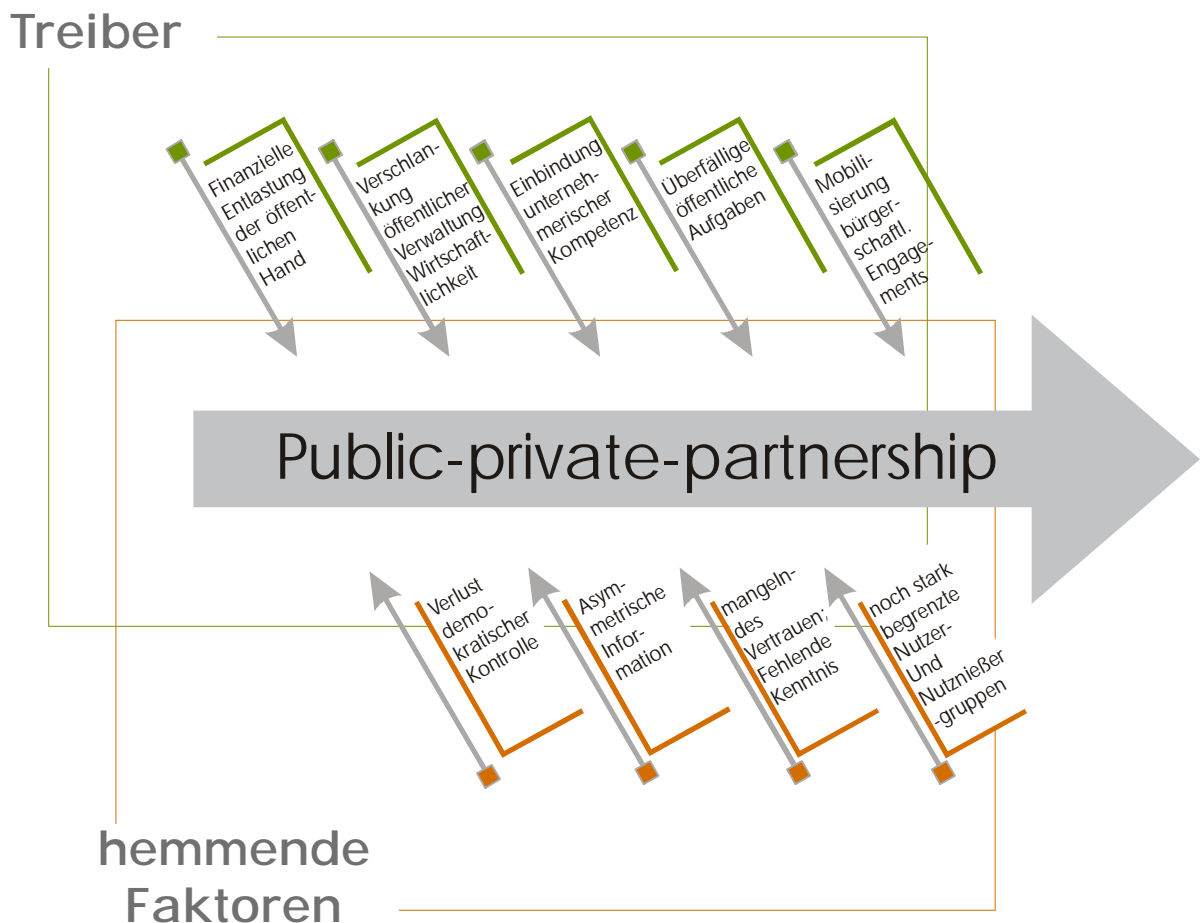 Treiber
Finanzielle
Entlastung
der öffent-
lichen
Hand
Verschlan-
kung
öffentlicher
Verwaltung
Wirtschaft-
lichkeit
Einbindung
unterneh-
merischer
Kompetenz
Überfällige
öffentliche
Aufgaben
Mobili-
sierung
bürger-
schaftl.
Engage-
ments
Public-private-partnership
Verlust
demo-
kratischer
Kontrolle
Asym-
metrische
Infor-
mation
mangeln-
des
Vertrauen;
Fehlende
Kenntnis
noch stark
begrenzte
Nutzer-
Und
Nutznießer
-gruppen
hemmende
Faktoren